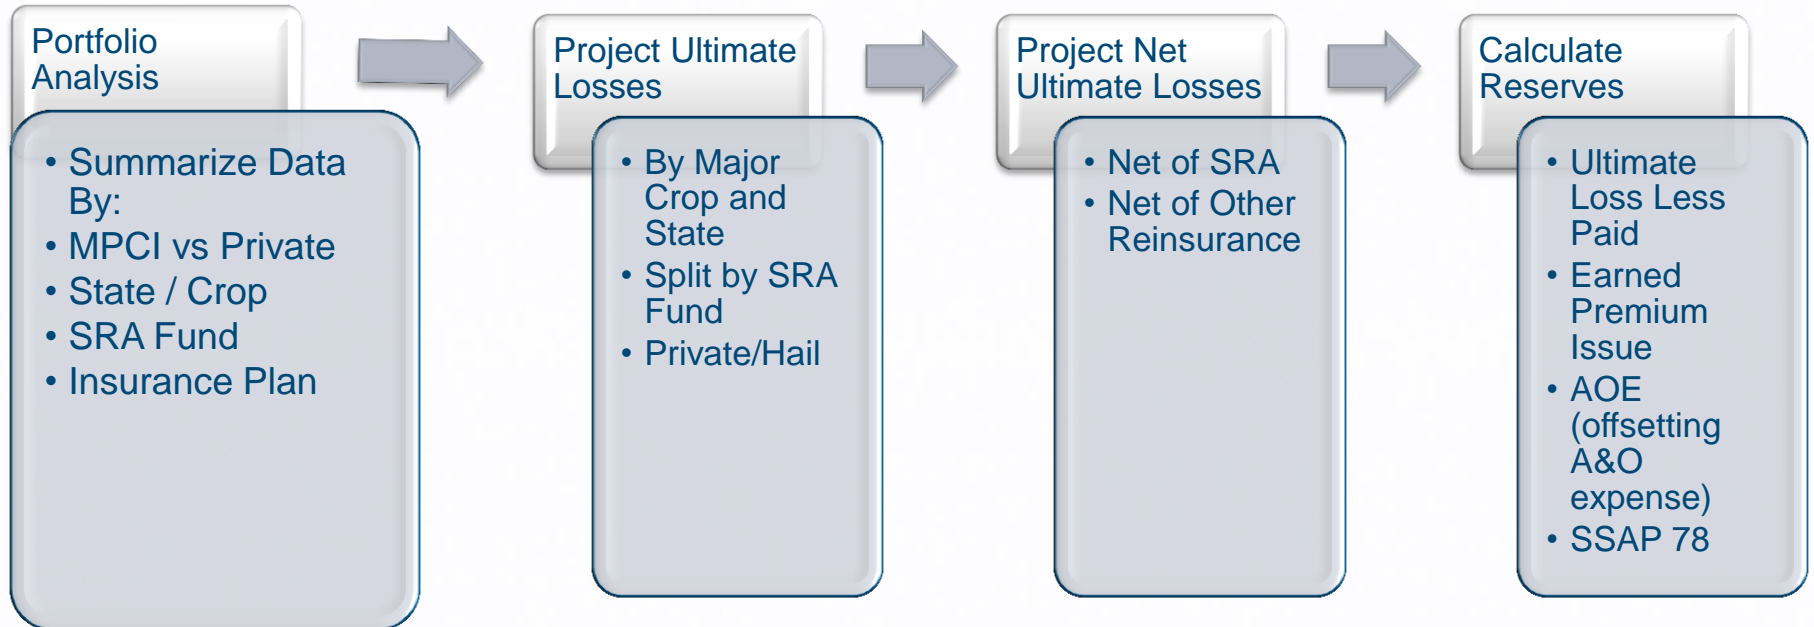 Portfolio
Analysis
• Summarize Data
By:
• MPCI vs Private
• State / Crop
• SRA Fund
• Insurance Plan
Project Ultimate
Losses
• By Major
Crop and
State
• Split by SRA
Fund
• Private/Hail
Project Net
Ultimate Losses
• Net of SRA
• Net of Other
Reinsurance
Calculate
Reserves
• Ultimate
Loss Less
Paid
• Earned
Premium
Issue
• AOE
(offsetting
A&O
expense)
• SSAP 78